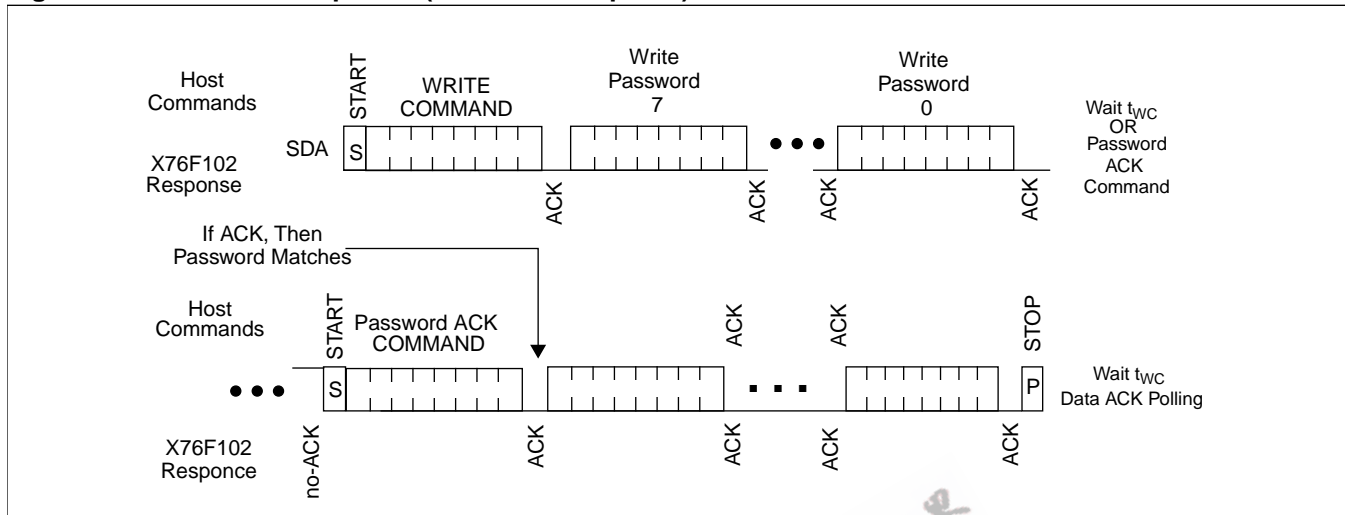 Host
Commands
START
WRITE
COMMAND
Write
Password
7
Write
Password
0
Wait tWC
OR
Password
ACK
Command
SDA
S
X76F102
Response
ACK
ACK
ACK
ACK
If ACK, Then
Password Matches
Host
Commands
START
Password ACK
COMMAND
ACK
ACK
STOP
S
P
Wait tWC
Data ACK Polling
X76F102
Responce
no-ACK
ACK
ACK
ACK
ACK